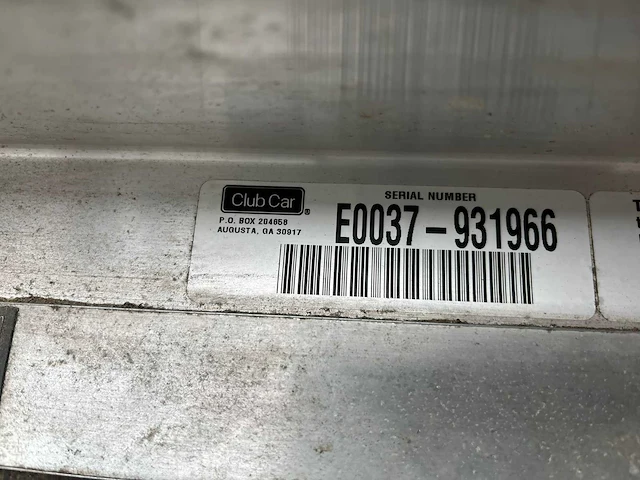 Club Car®
P.O. BOX 204658
AUGUSTA, GA 30917
SERIAL NUMBER
E0037-931966